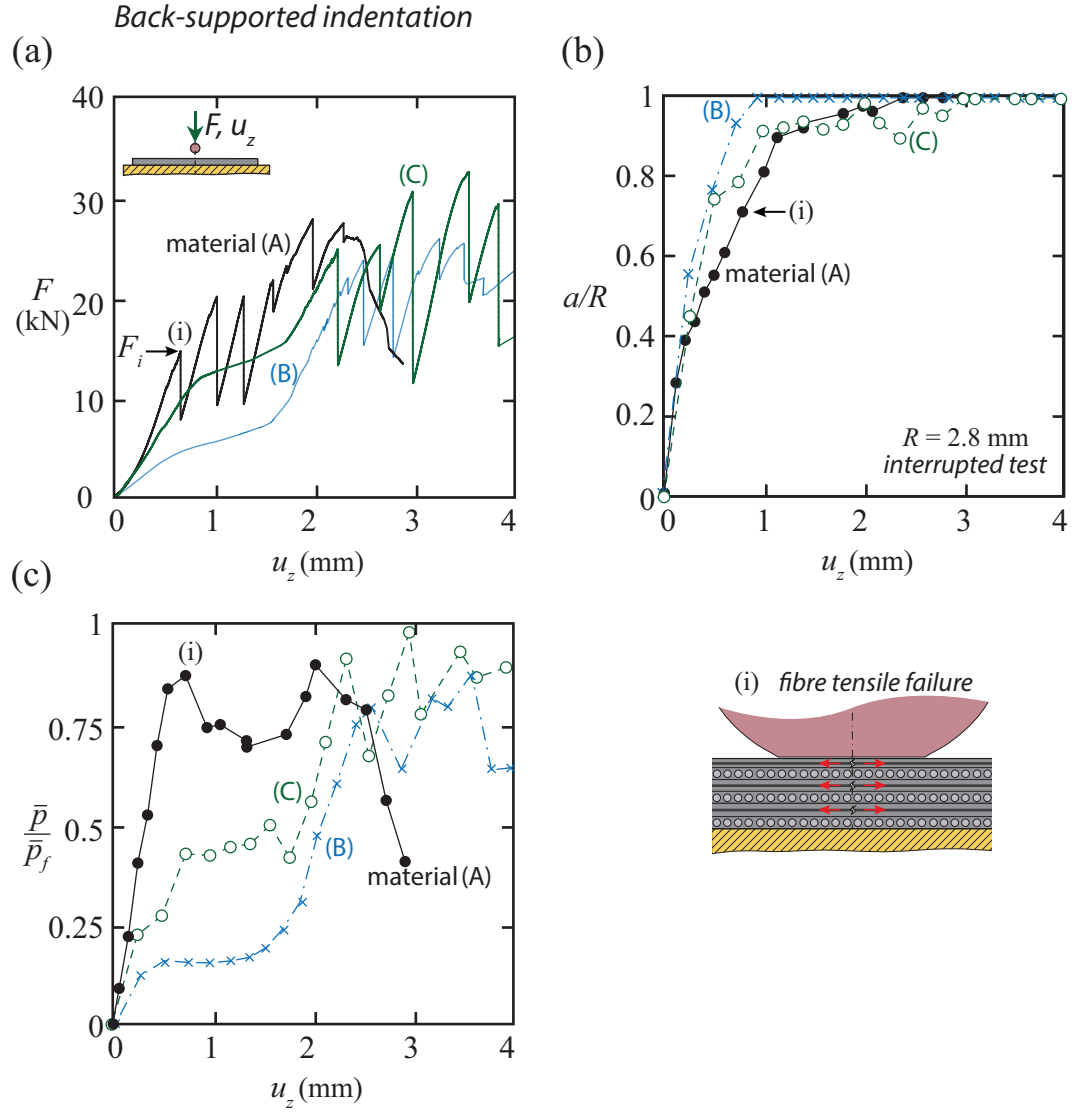 Back-supported indentation
(a)
40
30
20
10
0
F
(kN)
F, u_z
material (A)
(C)
(B)
F_i
(i)
0 1 2 3 4
u_z (mm)
(b)
1
0.8
0.6
0.4
0.2
0
a/R
(B)
(C)
(i)
material (A)
R = 2.8 mm
interrupted test
0 1 2 3 4
u_z (mm)
(c)
1
0.75
0.5
0.25
0
p̄
p̄_f
(i)
(C)
(B)
material (A)
0 1 2 3 4
u_z (mm)
(i) fibre tensile failure